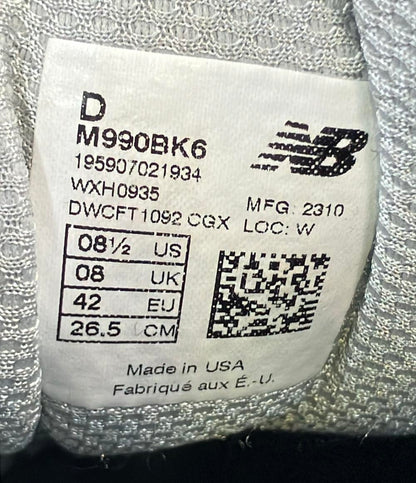 D
M990BK6
195907021934
WXH0935
DWCFT1092 CGX
NB
MFG: 2310
LOC: W
08½ US
08 UK
42 EU
26.5 CM
Made in USA
Fabriqué aux É.-U.